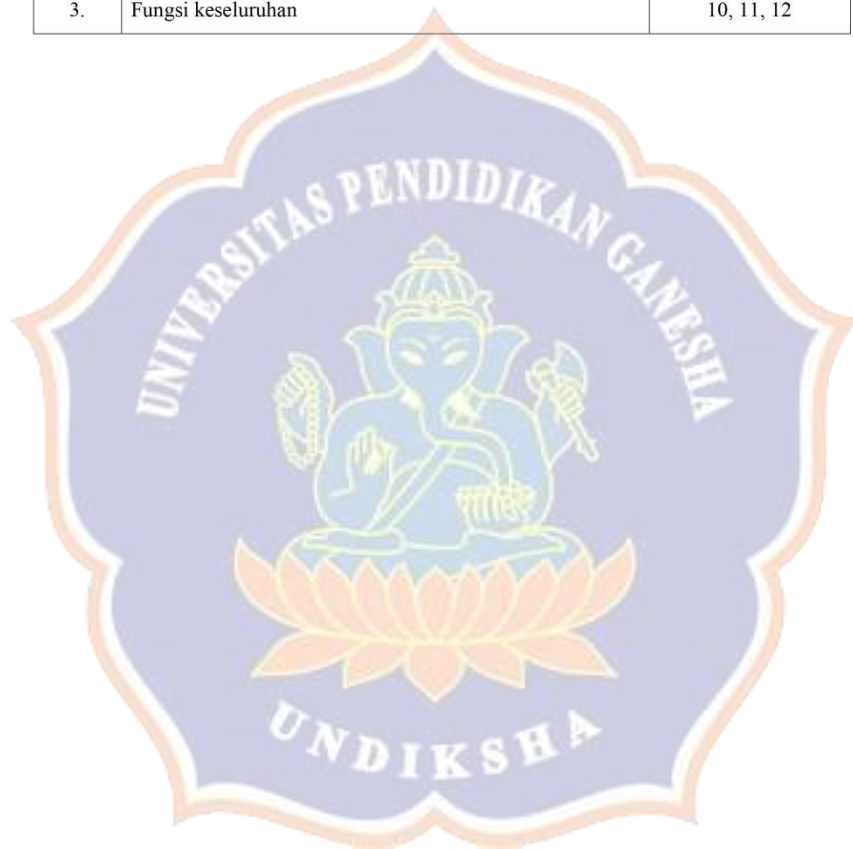 3. Fungsi keseluruhan 10, 11, 12
UNIVERSITAS PENDIDIKAN GANESHA
UNDIKSHA